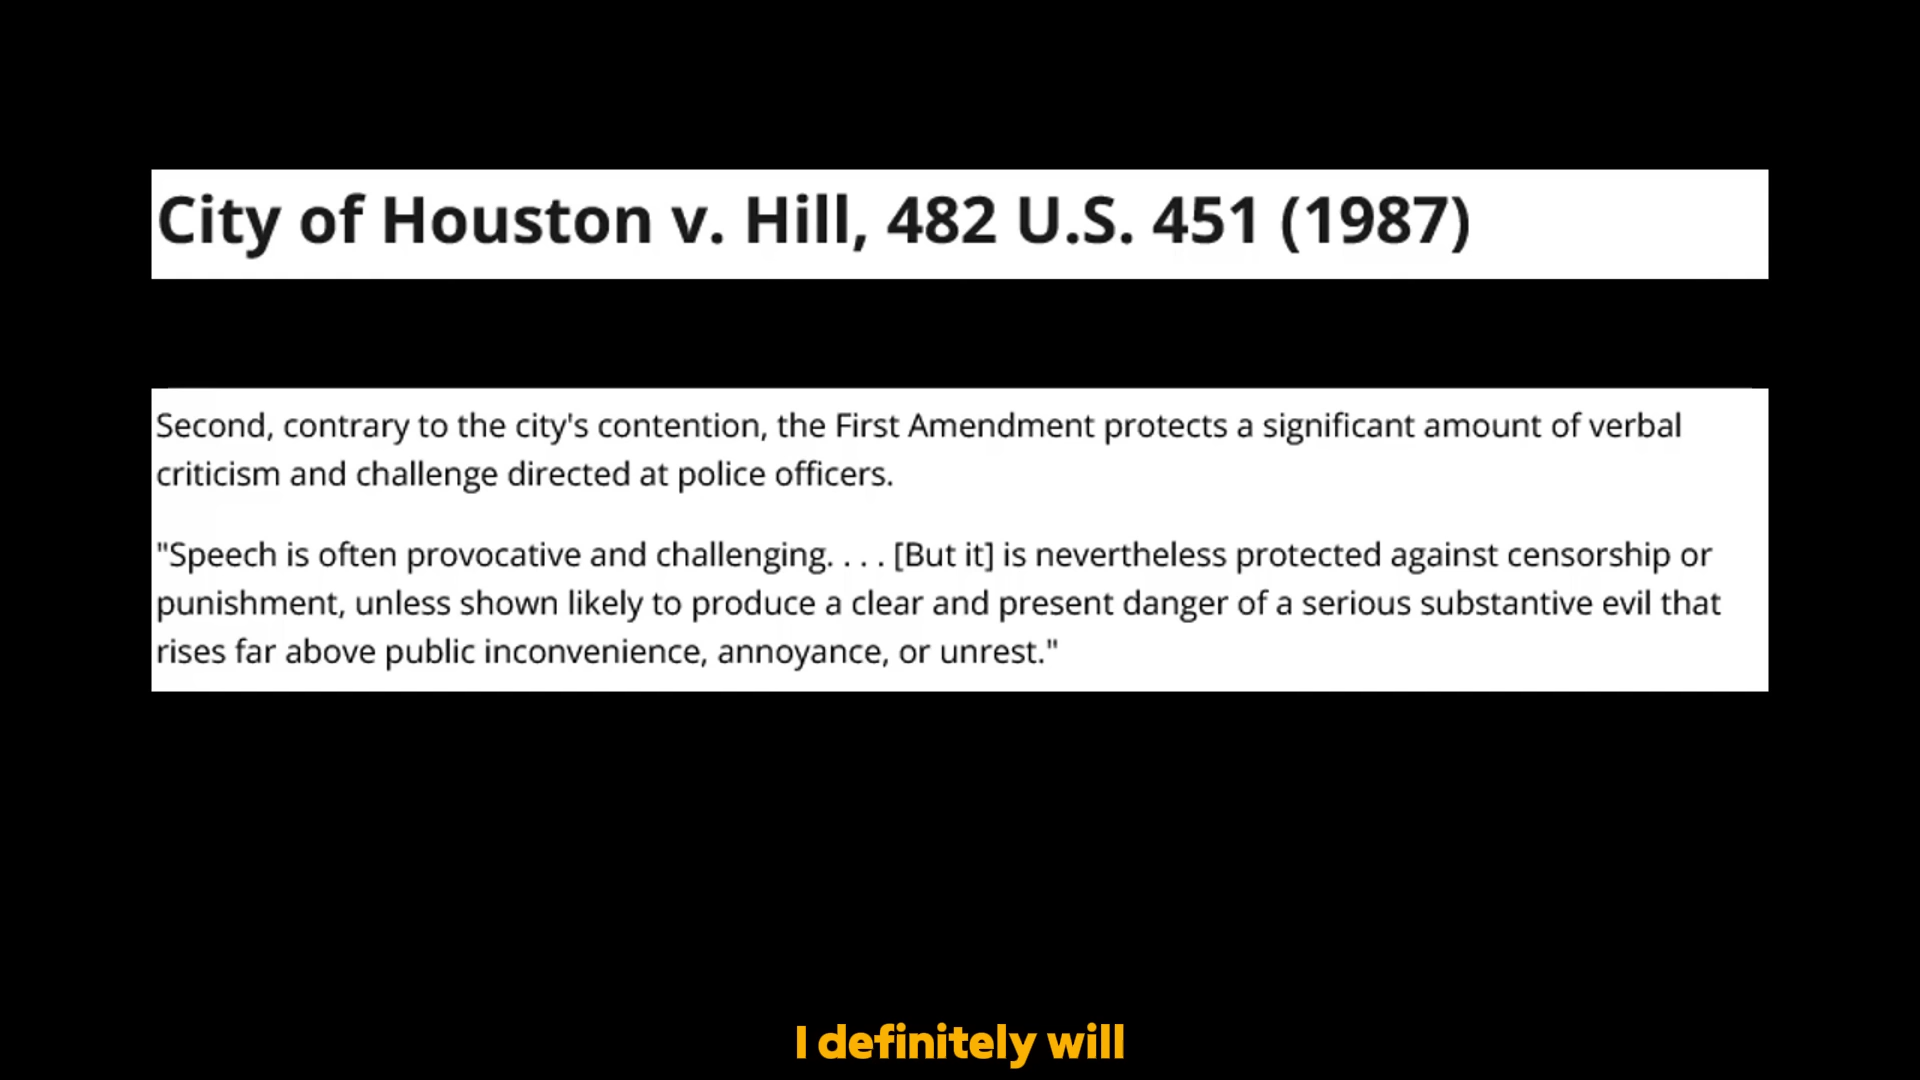 City of Houston v. Hill, 482 U.S. 451 (1987)
Second, contrary to the city's contention, the First Amendment protects a significant amount of verbal
criticism and challenge directed at police officers.
"Speech is often provocative and challenging. . . . [But it] is nevertheless protected against censorship or
punishment, unless shown likely to produce a clear and present danger of a serious substantive evil that
rises far above public inconvenience, annoyance, or unrest."
I definitely will